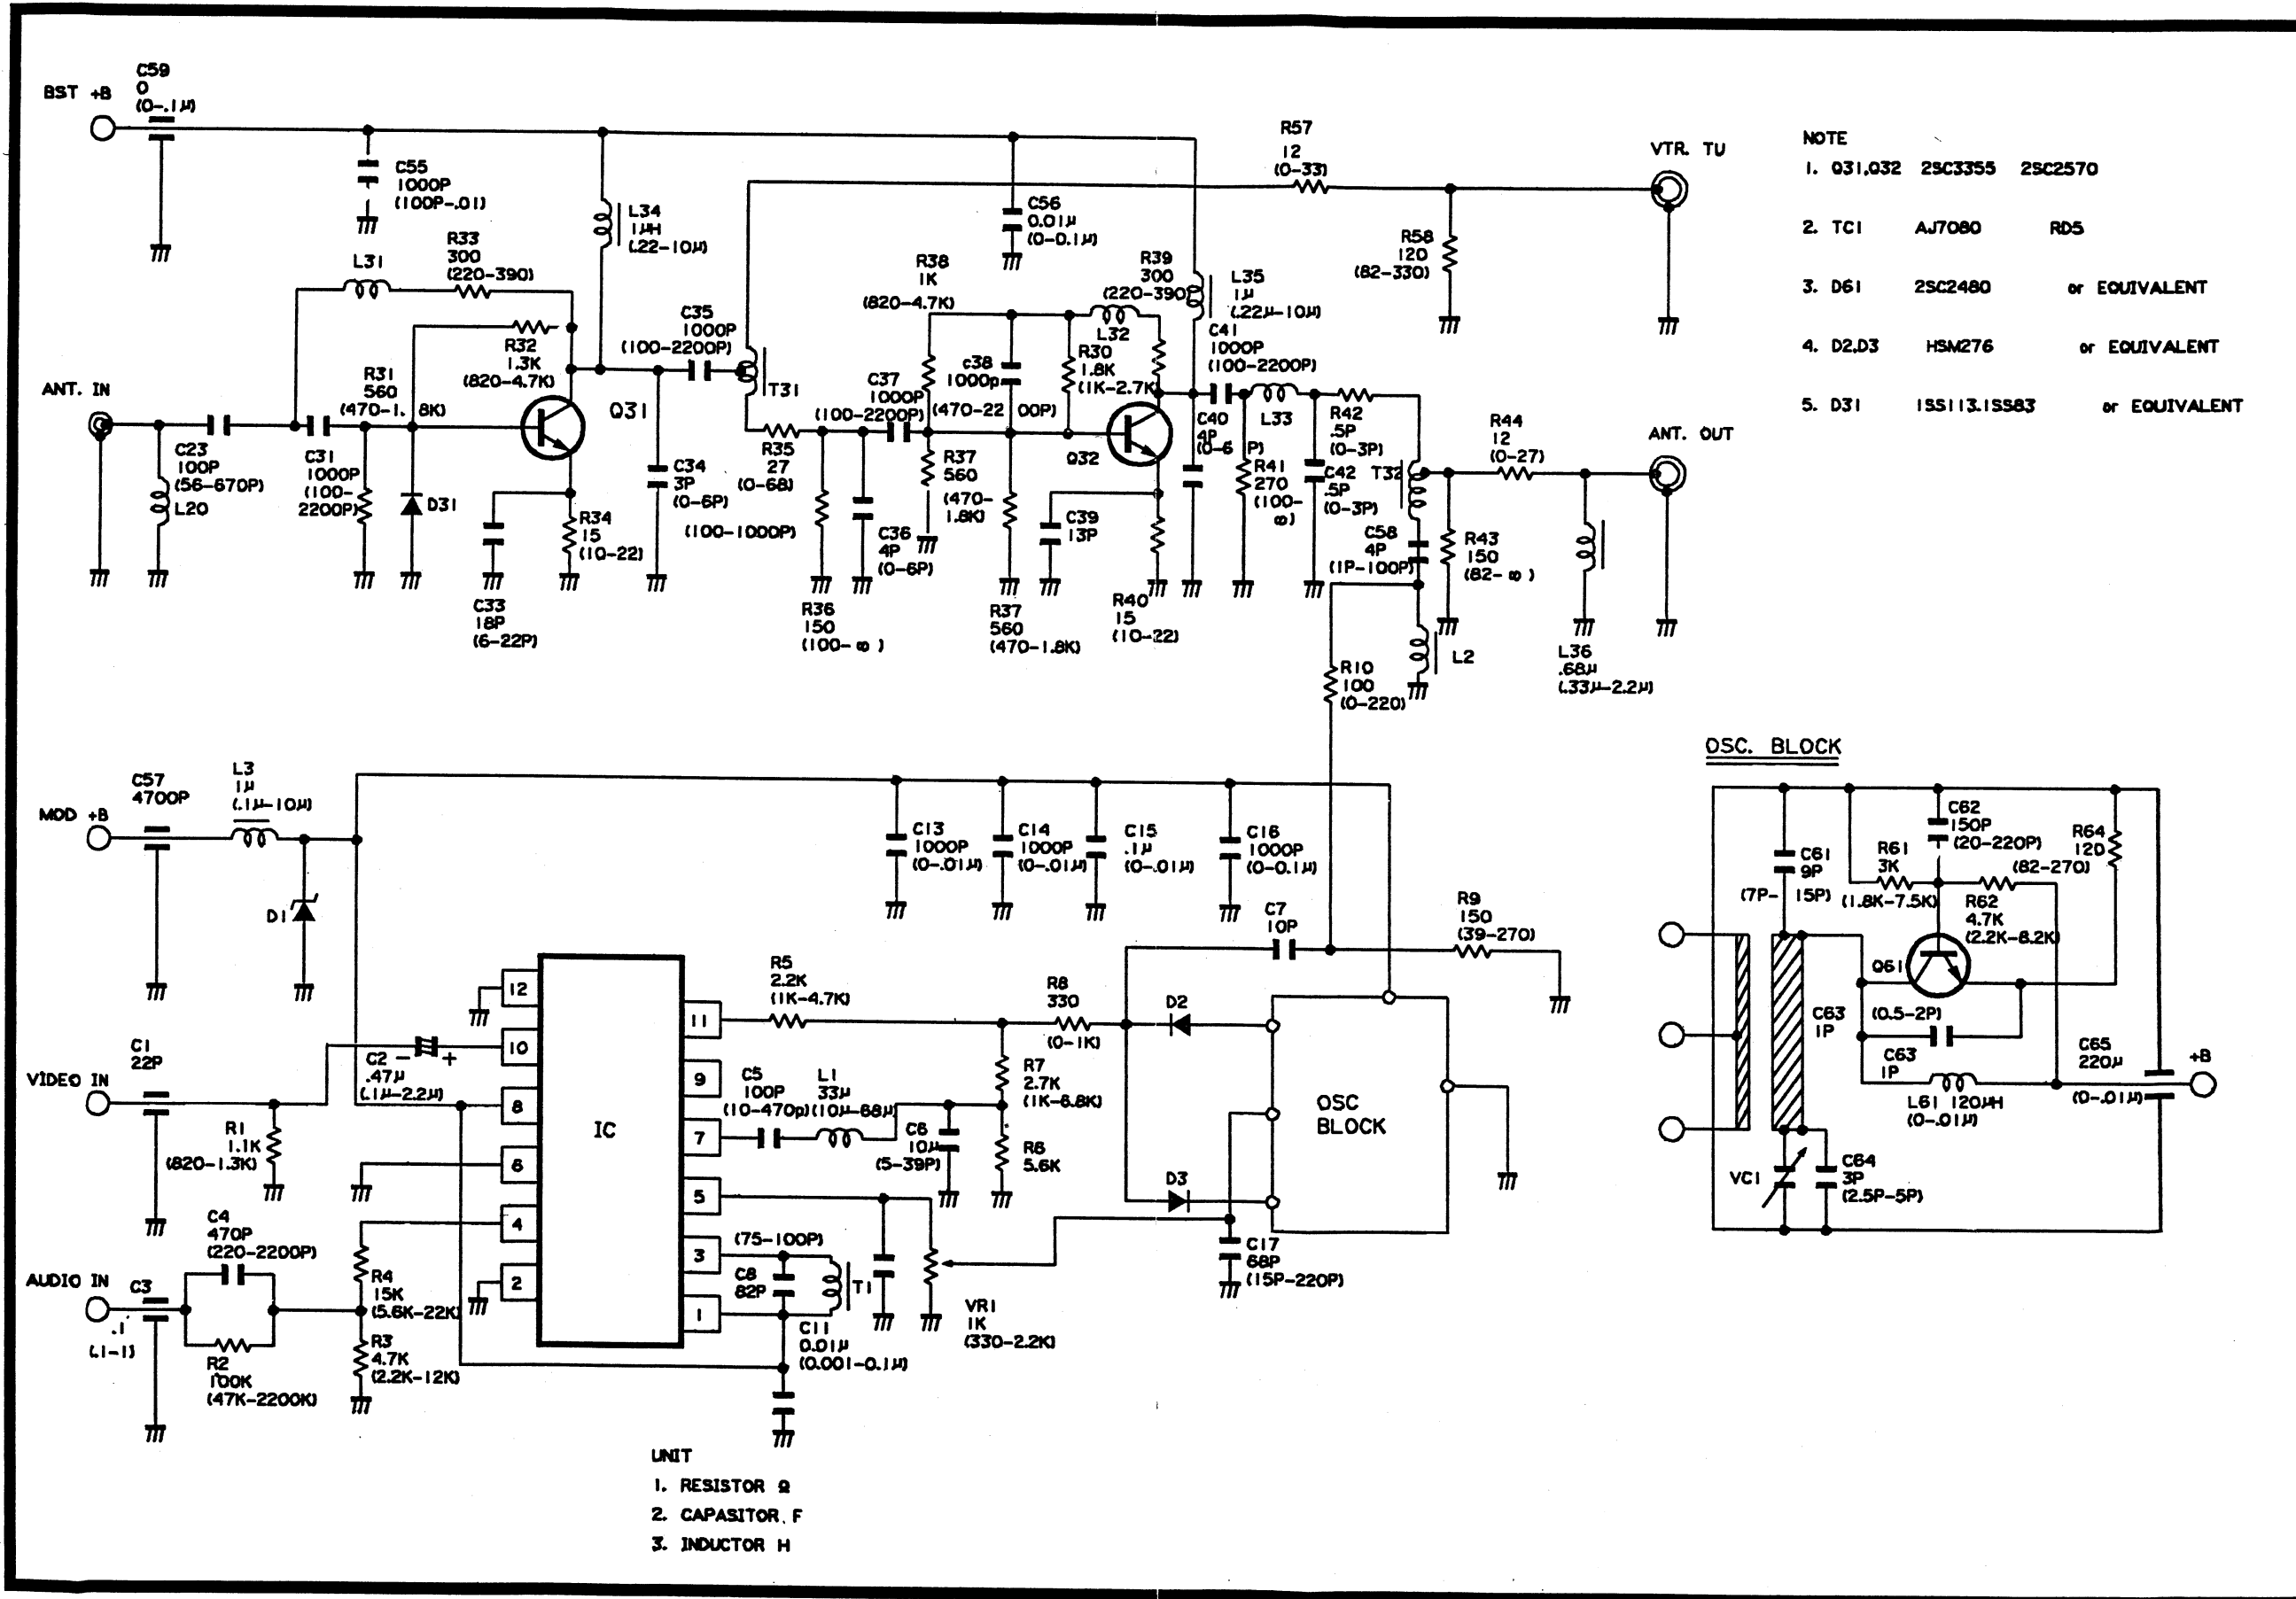 BST +B
C59
0
(0-.1µ)
C55
1000P
(100P-.01)
L34
1µH
(.22-10µ)
R33
300
(220-390)
L31
R32
1.3K
(820-4.7K)
ANT. IN
R31
560
(470-1. 8K)
C23
100P
(56-670P)
L20
C31
1000P
(100-
2200P)
D31
Q31
C33
18P
(6-22P)
R34
15
(10-22)
C34
3P
(0-6P)
C35
1000P
(100-2200P)
T31
R35
27
(0-68)
(100-1000P)
R36
150
(100-∞ )
C36
4P
(0-6P)
C37
1000P
(100-2200P)
R38
1K
(820-4.7K)
c38
1000p
(470-22 00P)
R37
560
(470-
1.8K)
R37
560
(470-1.8K)
C56
0.01µ
(0-0.1µ)
R30
1.8K
(1K-2.7K)
L32
R39
300
(220-390)
Q32
C39
13P
R40
15
(10-22)
L35
1µ
(.22µ-10µ)
C41
1000P
(100-2200P)
C40
4P
(0-6 P)
L33
R41
270
(100-
∞)
R42
.5P
(0-3P)
C42
.5P
(0-3P)
T32
C58
4P
(1P-100P)
R43
150
(82-∞ )
R44
12
(0-27)
R57
12
(0-33)
R58
120
(82-330)
VTR. TU
ANT. OUT
L36
.68µ
(.33µ-2.2µ)
L2
R10
100
(0-220)
NOTE
1. Q31,Q32 2SC3355 2SC2570
2. TC1 AJ7080 RD5
3. D61 2SC2480 or EQUIVALENT
4. D2.D3 HSM276 or EQUIVALENT
5. D31 1SS113.1SS83 or EQUIVALENT
MOD +B
C57
4700P
L3
1µ
(.1µ-10µ)
D1
C13
1000P
(0-.01µ)
C14
1000P
(0-.01µ)
C15
.1µ
(0-.01µ)
C16
1000P
(0-0.1µ)
VIDEO IN
C1
22P
R1
1.1K
(820-1.3K)
C2 - +
.47µ
(.1µ-2.2µ)
AUDIO IN
C3
.1
(.1-1)
C4
470P
(220-2200P)
R2
100K
(47K-2200K)
R4
15K
(5.6K-22K)
R3
4.7K
(2.2K-12K)
IC
12
10
8
6
4
2
11
9
7
5
3
1
R5
2.2K
(1K-4.7K)
C5
100P
(10-470p)
L1
33µ
(10µ-68µ)
C6
10µ
(5-39P)
R7
2.7K
(1K-6.8K)
R6
5.6K
R8
330
(0-1K)
(75-100P)
C8
82P
T1
C11
0.01µ
(0.001-0.1µ)
VR1
1K
(330-2.2K)
C7
10P
R9
150
(39-270)
D2
D3
OSC
BLOCK
C17
68P
(15P-220P)
OSC. BLOCK
C61
9P
(7P- 15P)
R61
3K
(1.8K-7.5K)
C62
150P
(20-220P)
R62
4.7K
(2.2K-8.2K)
R64
120
(82-270)
Q61
(0.5-2P)
C63
1P
C63
1P
L61 120µH
(0-.01µ)
C65
220µ
(0-.01µ)
+B
VC1
C64
3P
(2.5P-5P)
UNIT
1. RESISTOR Ω
2. CAPASITOR. F
3. INDUCTOR H